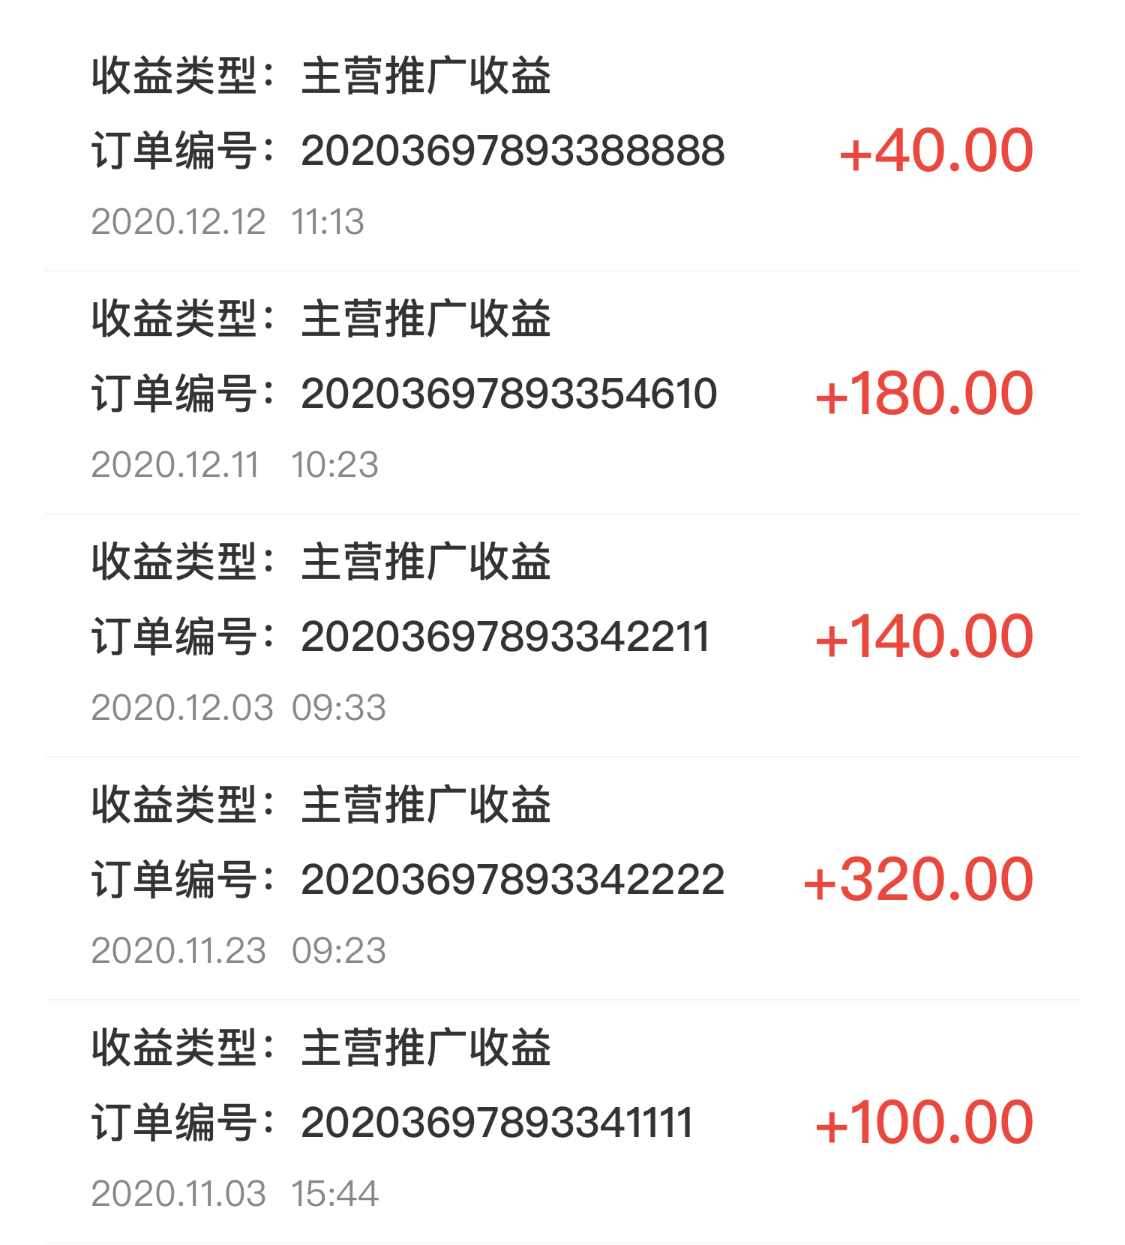 收益类型：主营推广收益
订单编号：20203697893388888
+40.00
2020.12.12 11:13
收益类型：主营推广收益
订单编号：20203697893354610
+180.00
2020.12.11 10:23
收益类型：主营推广收益
订单编号：20203697893342211
+140.00
2020.12.03 09:33
收益类型：主营推广收益
订单编号：20203697893342222
+320.00
2020.11.23 09:23
收益类型：主营推广收益
订单编号：20203697893341111
+100.00
2020.11.03 15:44